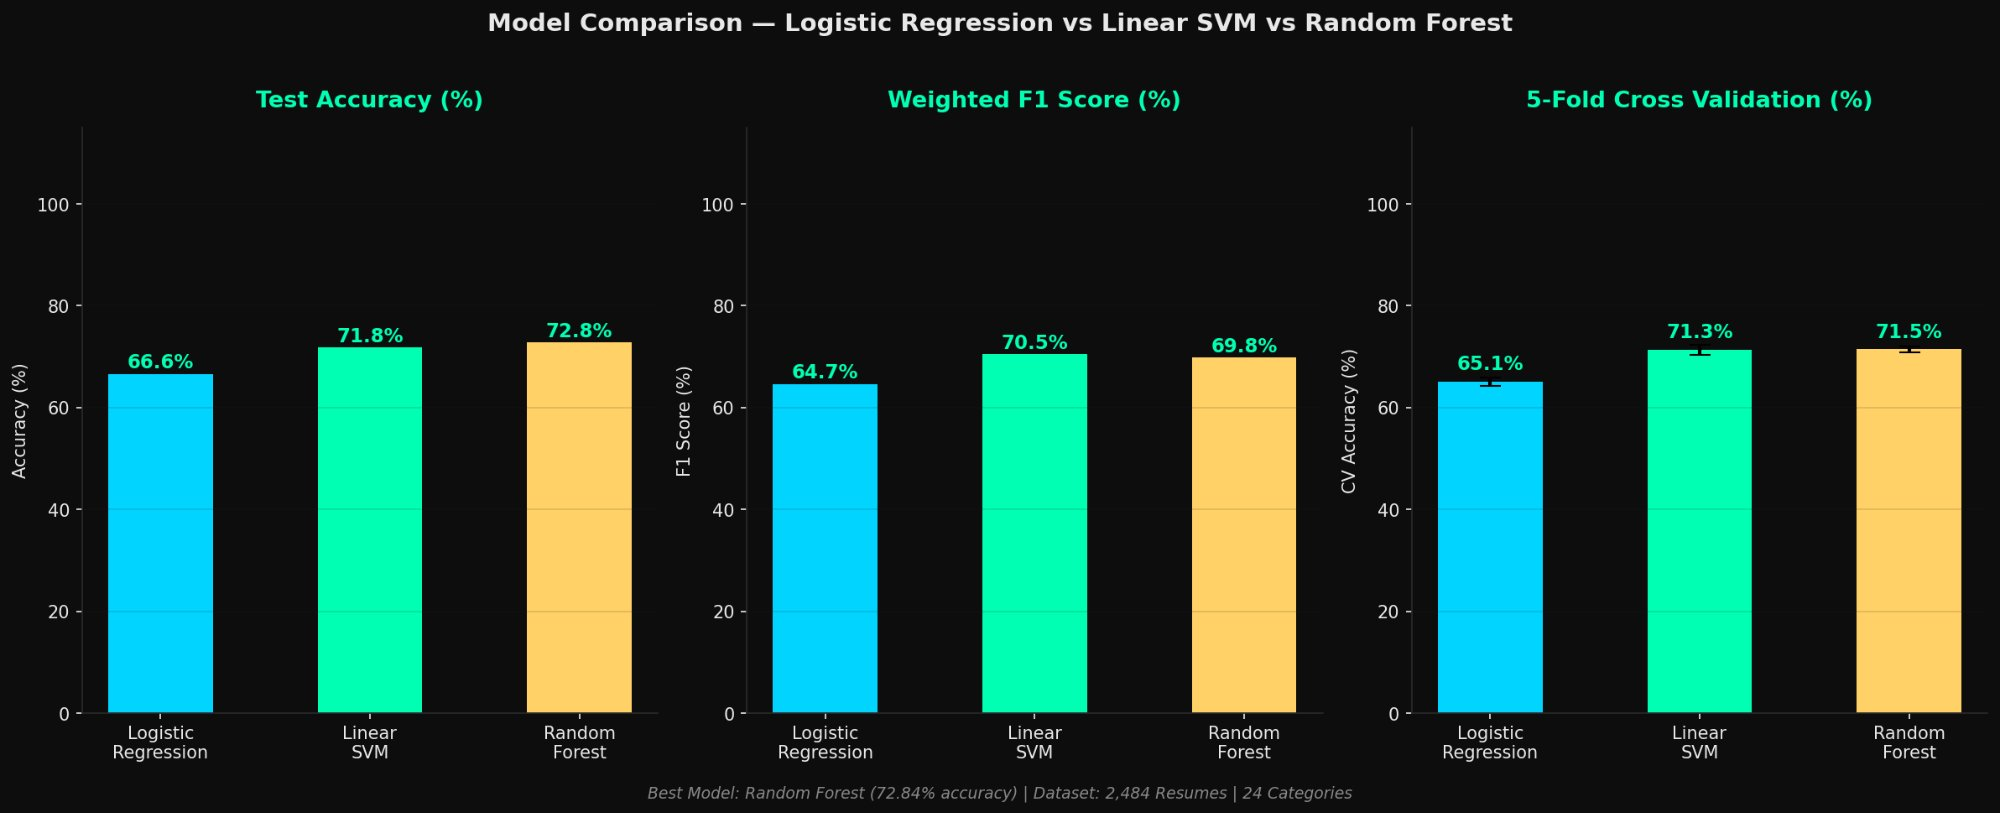 Model Comparison — Logistic Regression vs Linear SVM vs Random Forest
Test Accuracy (%)
Accuracy (%)
100
80
60
40
20
0
66.6%
71.8%
72.8%
Logistic
Regression
Linear
SVM
Random
Forest
Weighted F1 Score (%)
F1 Score (%)
100
80
60
40
20
0
64.7%
70.5%
69.8%
Logistic
Regression
Linear
SVM
Random
Forest
5-Fold Cross Validation (%)
CV Accuracy (%)
100
80
60
40
20
0
65.1%
71.3%
71.5%
Logistic
Regression
Linear
SVM
Random
Forest
Best Model: Random Forest (72.84% accuracy) | Dataset: 2,484 Resumes | 24 Categories